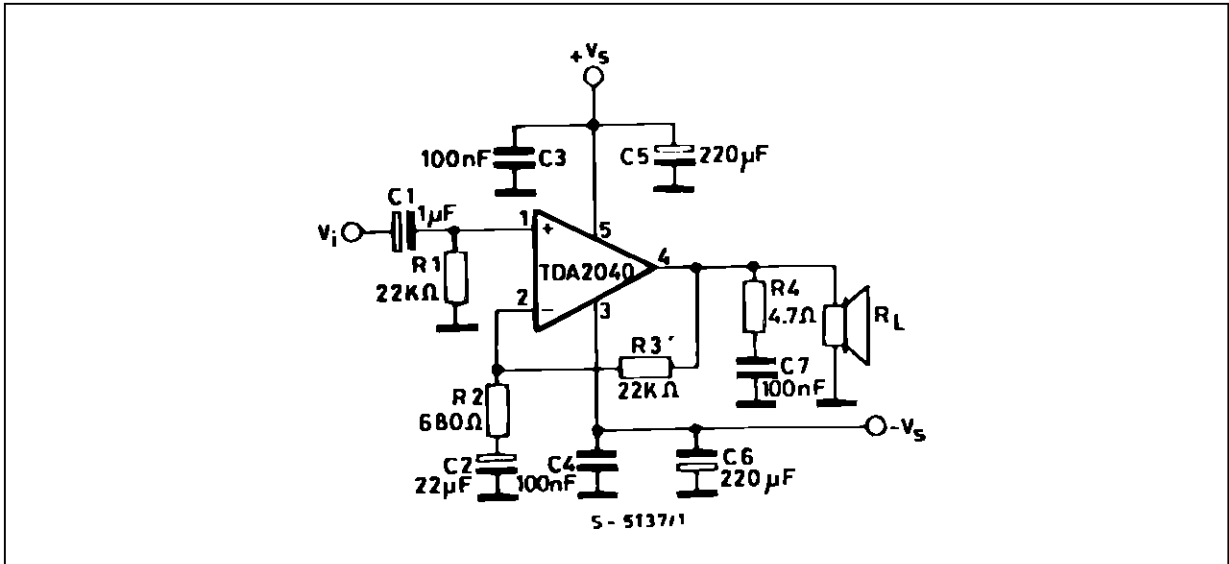 +Vs
100nF C3
C5 220µF
C1
1µF
Vi
1
+
5
TDA2040
4
R1
22KΩ
2
−
3
R4
4.7Ω
RL
R3'
22KΩ
C7
100nF
R2
680Ω
-Vs
C2
22µF
C4
100nF
C6
220µF
S-5137/1